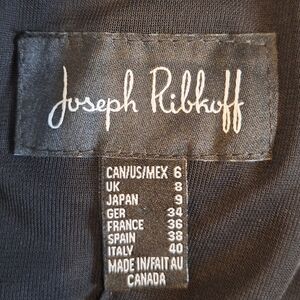 Joseph Ribkoff
CAN/US/MEX 6
UK 8
JAPAN 9
GER 34
FRANCE 36
SPAIN 38
ITALY 40
MADE IN/FAIT AU
CANADA